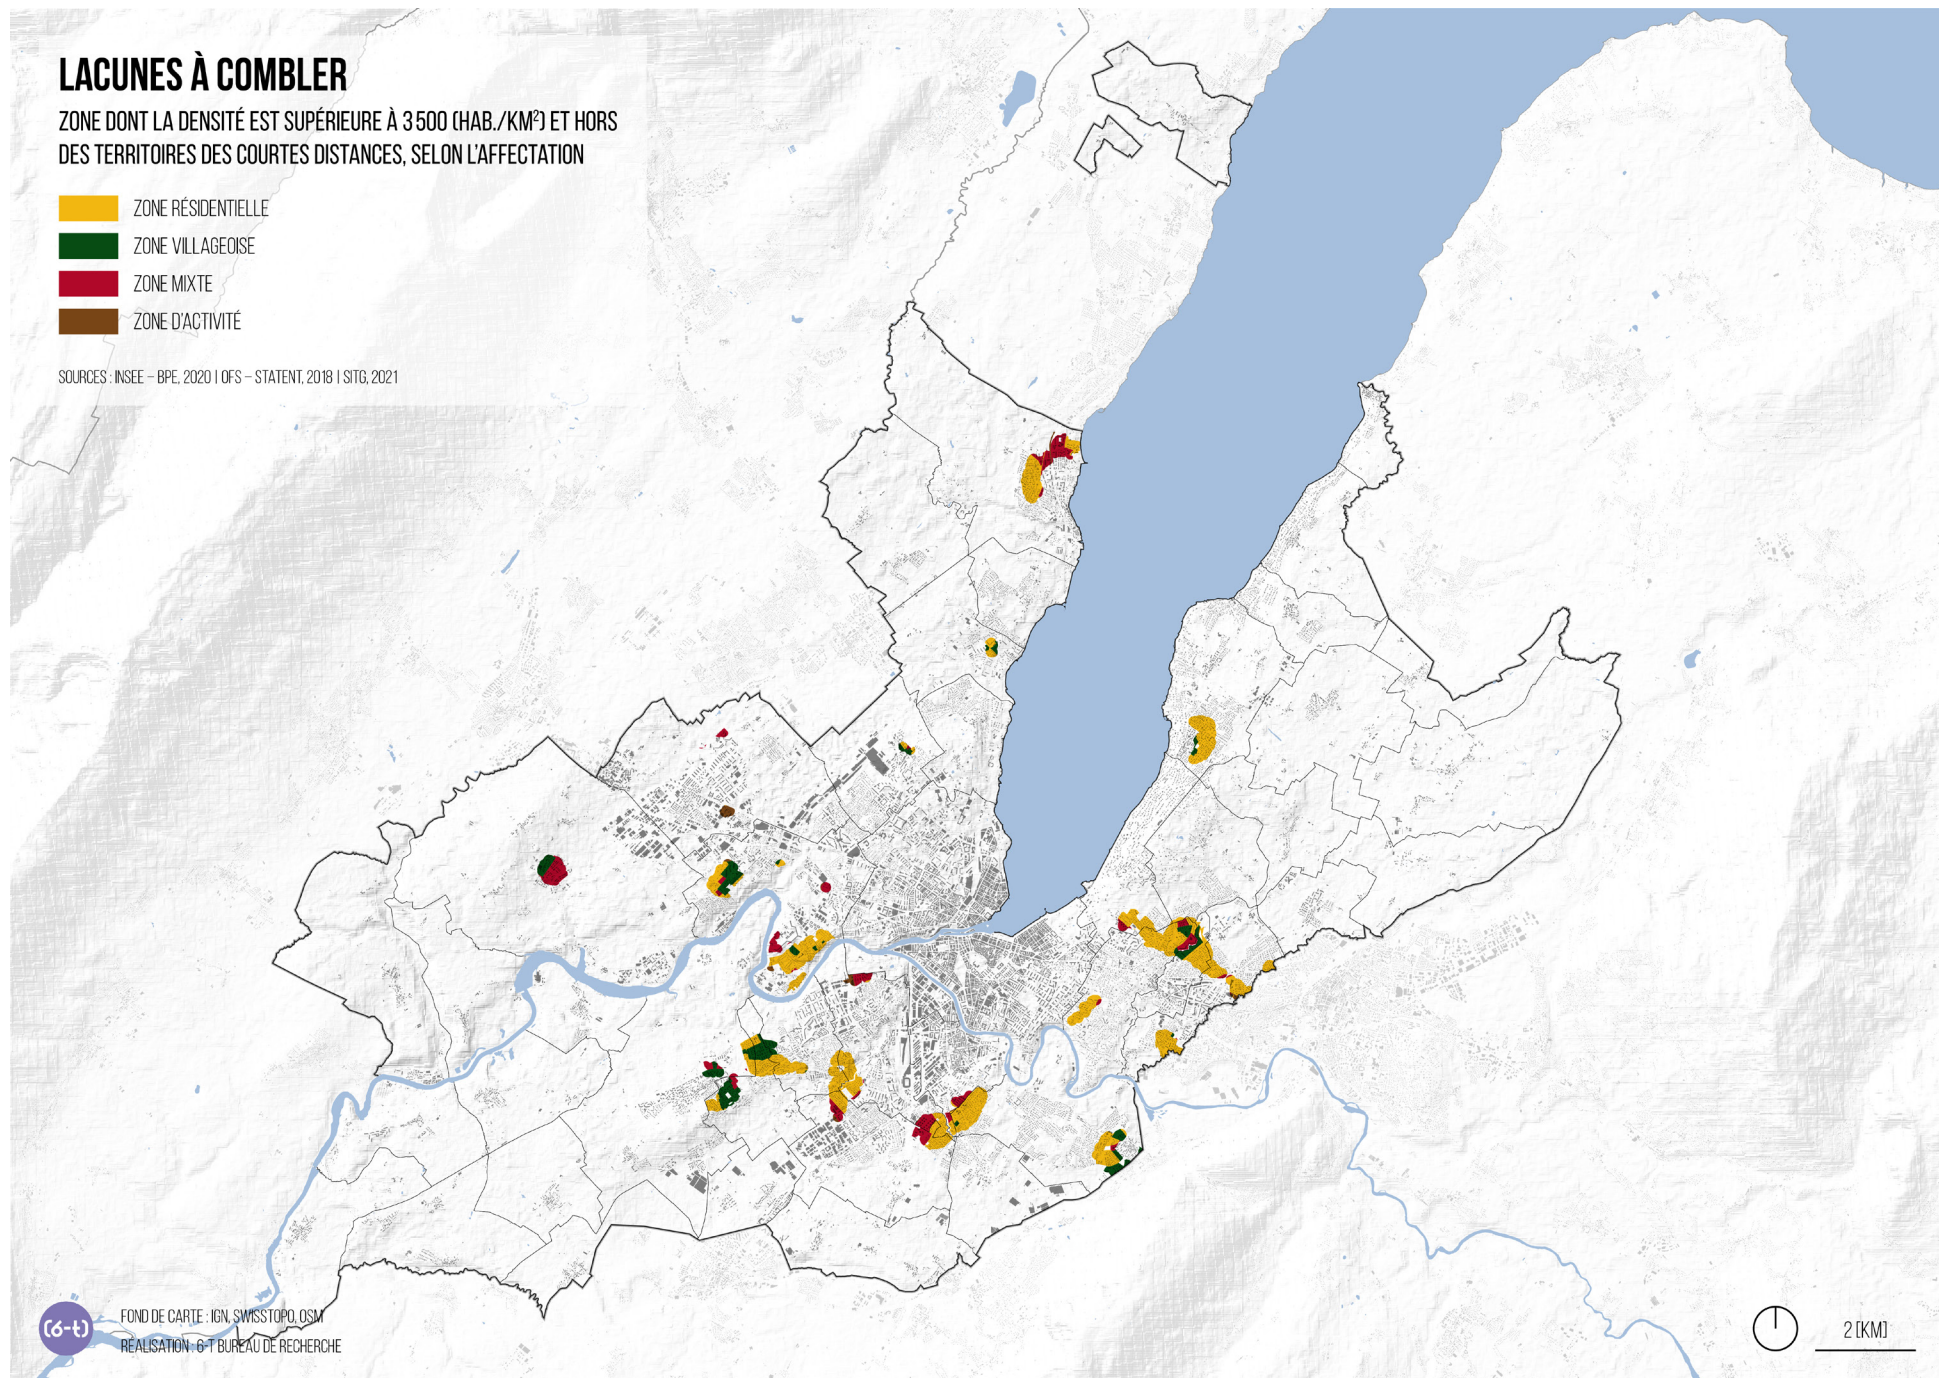 LACUNES À COMBLER
ZONE DONT LA DENSITÉ EST SUPÉRIEURE À 3500 (HAB./KM²) ET HORS
DES TERRITOIRES DES COURTES DISTANCES, SELON L'AFFECTATION
ZONE RÉSIDENTIELLE
ZONE VILLAGEOISE
ZONE MIXTE
ZONE D'ACTIVITÉ
SOURCES : INSEE – BPE, 2020 | OFS – STATENT, 2018 | SITG, 2021
(6-t)
FOND DE CARTE : IGN, SWISSTOPO, OSM
RÉALISATION : 6-T BUREAU DE RECHERCHE
2 [KM]